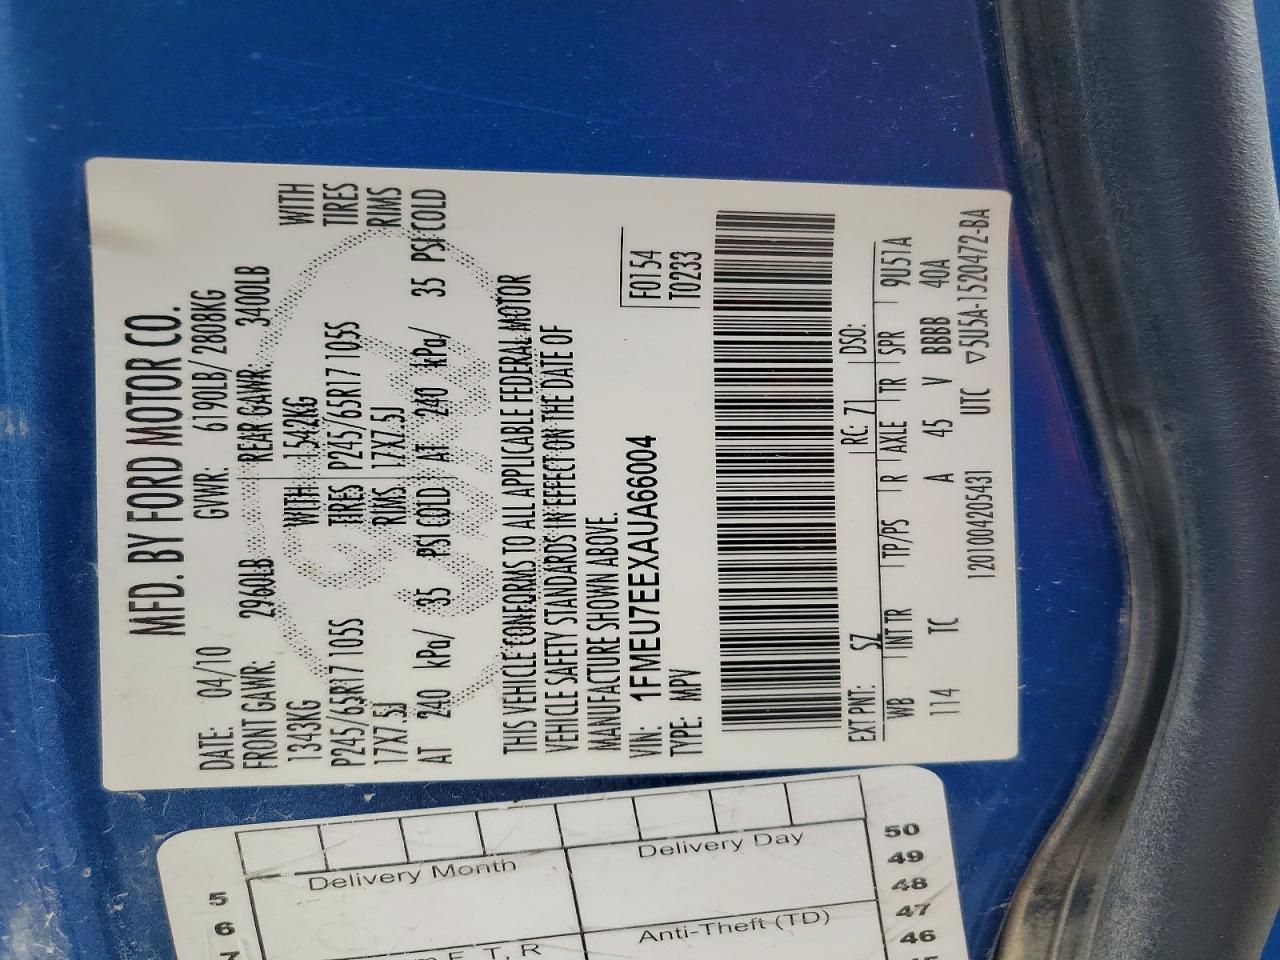 MFD. BY FORD MOTOR CO.
DATE: 04/10 GVWR: 6190LB/2808KG
FRONT GAWR: 2960LB REAR GAWR: 3400LB
1343KG WITH 1542KG WITH
P245/65R17 105S TIRES P245/65R17 105S TIRES
17X7.5J RIMS 17X7.5J RIMS
AT 240 kPa/ 35 PSI COLD AT 240 kPa/ 35 PSI COLD
THIS VEHICLE CONFORMS TO ALL APPLICABLE FEDERAL MOTOR
VEHICLE SAFETY STANDARDS IN EFFECT ON THE DATE OF
MANUFACTURE SHOWN ABOVE.
VIN: 1FMEU7EEXAUA66004 F0154
TYPE: MPV T0233
EXT PNT: SZ RC: 71 DSO:
WB INT TR TP/PS R AXLE TR SPR 9U57A
114 TC A 45 V BBBB 40A
12010042054​31 UTC ▽5U5A-1520472-BA
Delivery Month
Delivery Day
Anti-Theft (TD)
T, R
5
6
7
50
49
48
47
46